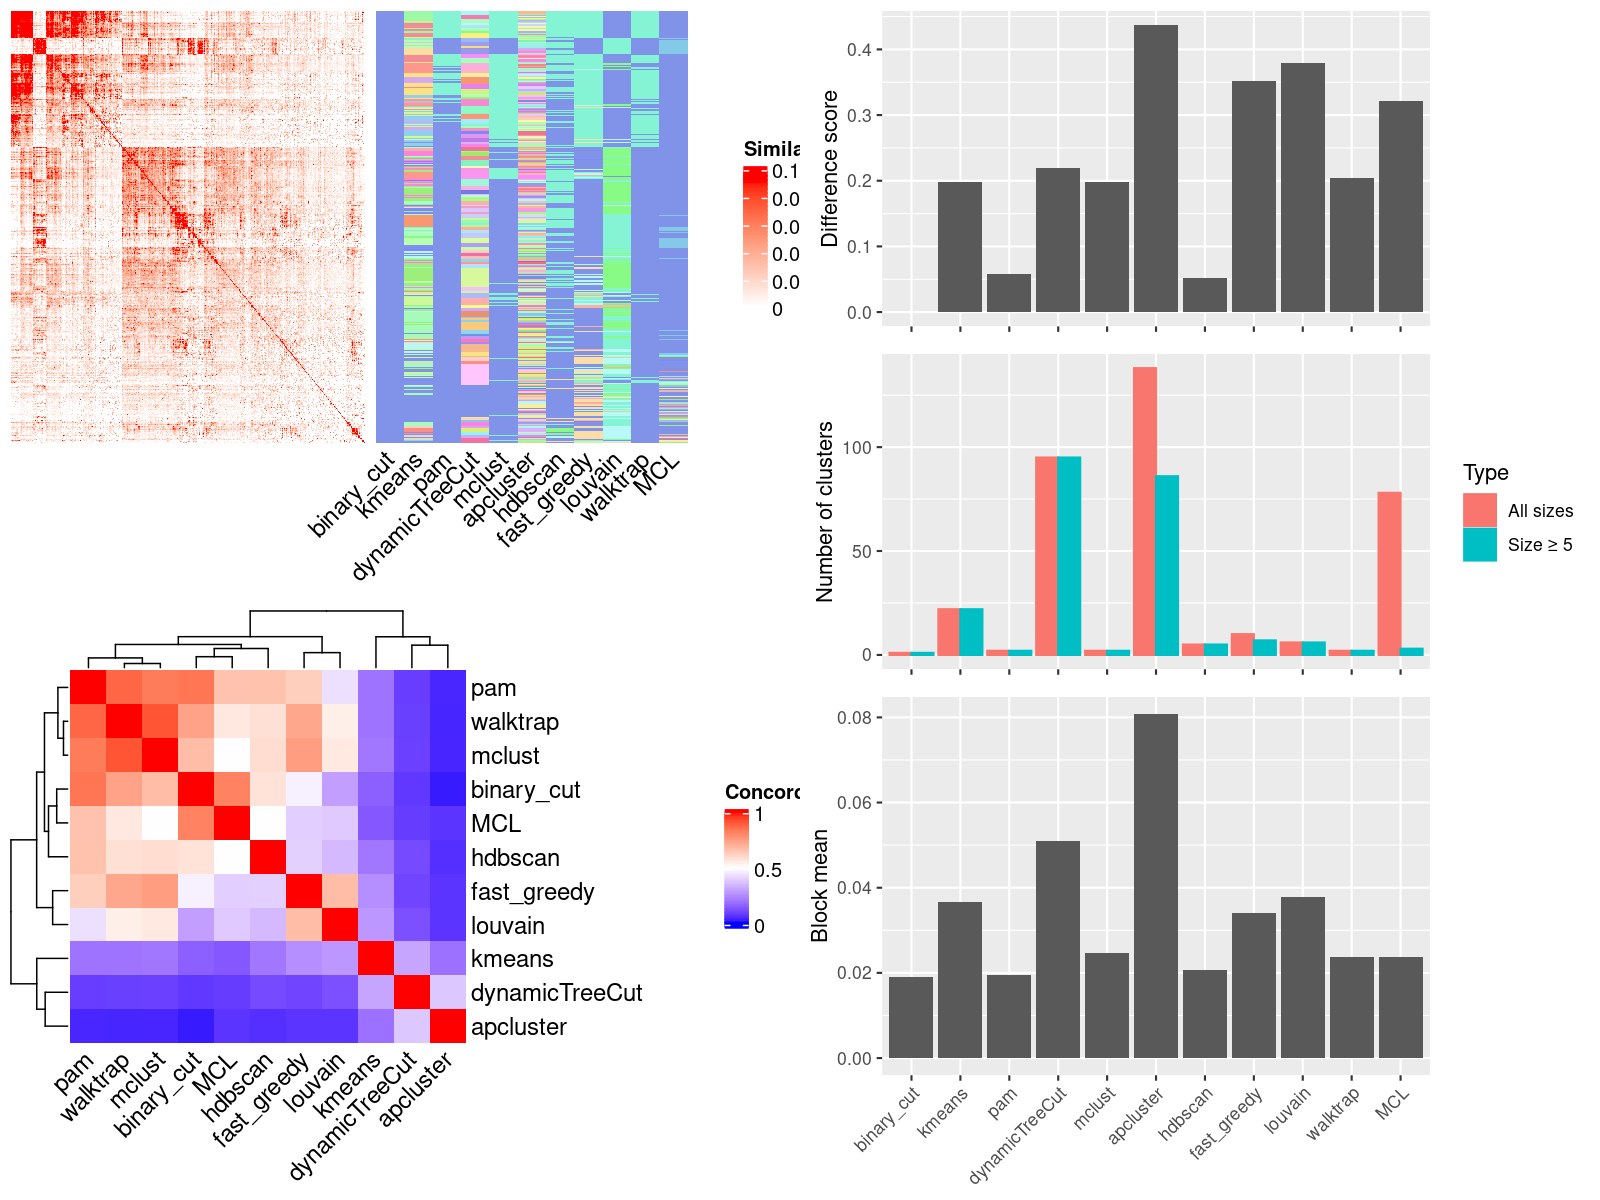 Simila
0.1
0.0
0.0
0.0
0.0
0
binary_cut
kmeans
pam
dynamicTreeCut
mclust
apcluster
hdbscan
fast_greedy
louvain
walktrap
MCL
pam
walktrap
mclust
binary_cut
MCL
hdbscan
fast_greedy
louvain
kmeans
dynamicTreeCut
apcluster
pam
walktrap
mclust
binary_cut
MCL
hdbscan
fast_greedy
louvain
kmeans
dynamicTreeCut
apcluster
Concord
1
0.5
0
Difference score
0.4
0.3
0.2
0.1
0.0
Number of clusters
100
50
0
Type
All sizes
Size ≥ 5
Block mean
0.08
0.06
0.04
0.02
0.00
binary_cut
kmeans
pam
dynamicTreeCut
mclust
apcluster
hdbscan
fast_greedy
louvain
walktrap
MCL